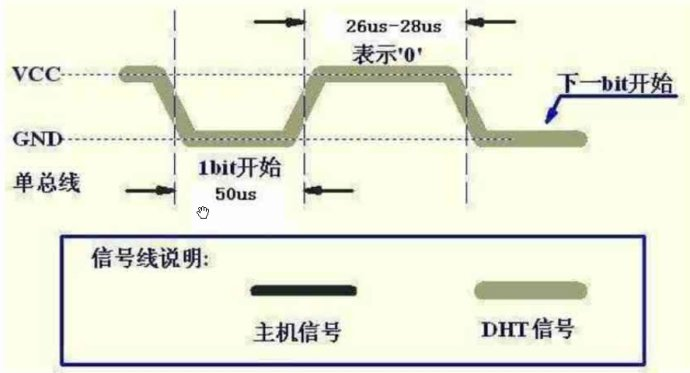 26us-28us
表示'0'
VCC
下一bit开始
GND
1bit开始
单总线
50us
信号线说明:
主机信号
DHT信号